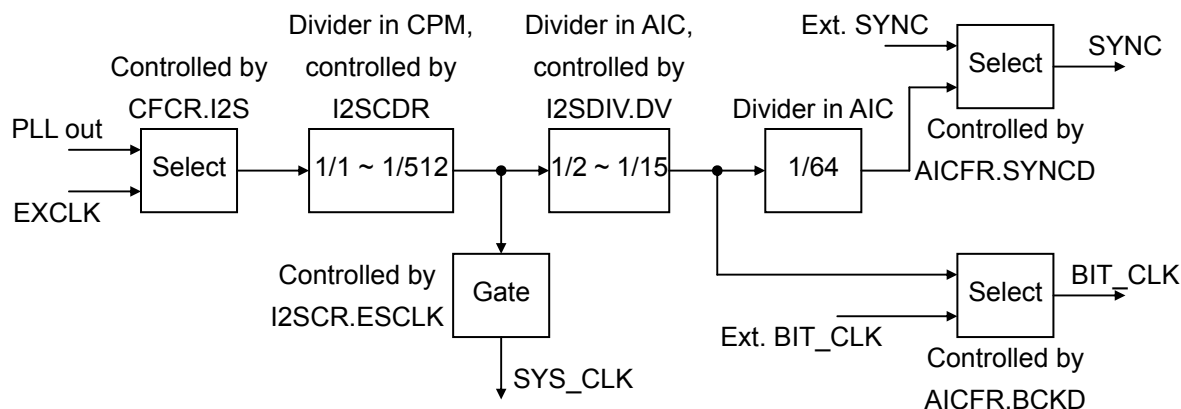 Divider in CPM,
controlled by
I2SCDR
Divider in AIC,
controlled by
I2SDIV.DV
Ext. SYNC
SYNC
Select
Controlled by
AICFR.SYNCD
Controlled by
CFCR.I2S
PLL out
EXCLK
Select
1/1 ~ 1/512
1/2 ~ 1/15
Divider in AIC
1/64
Controlled by
I2SCR.ESCLK
Gate
SYS_CLK
Select
BIT_CLK
Ext. BIT_CLK
Controlled by
AICFR.BCKD